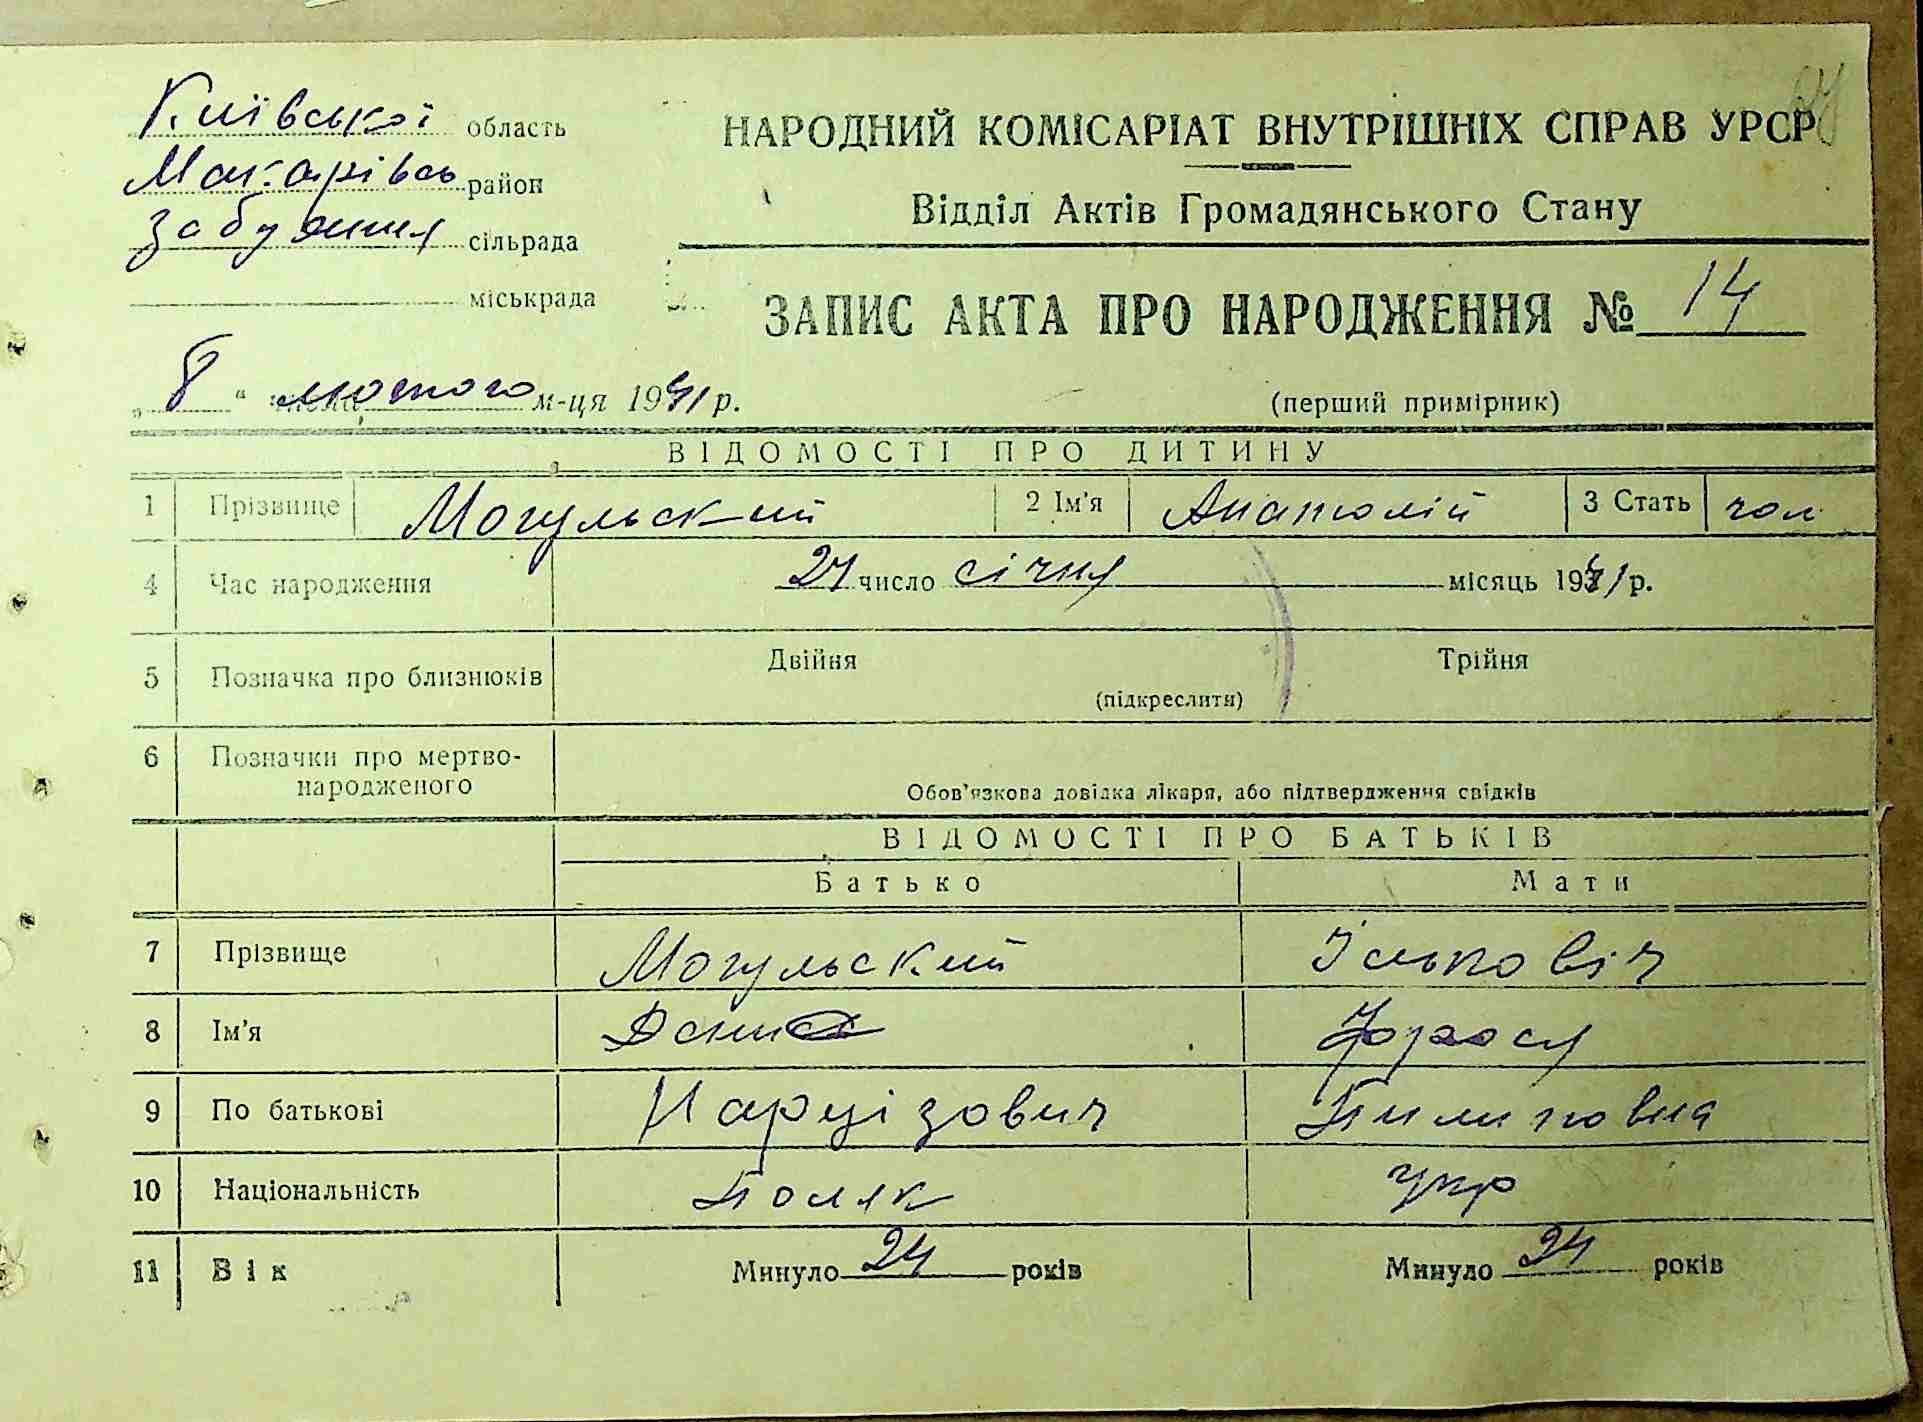 Київської область
НАРОДНИЙ КОМІСАРІАТ ВНУТРІШНІХ СПРАВ УРСР
Макарівсь район
Відділ Актів Громадянського Стану
Забуяння сільрада
міськрада
ЗАПИС АКТА ПРО НАРОДЖЕННЯ № 14
„8“ числа лютого м-ця 1941 р.
(перший примірник)
ВІДОМОСТІ ПРО ДИТИНУ
1 Прізвище Могульский 2 Ім'я Анатолій 3 Стать чол
4 Час народження 24 число січня місяць 1941 р.
5 Позначка про близнюків Двійня Трійня
(підкреслити)
6 Позначки про мертво-
народженого
Обов'язкова довідка лікаря, або підтвердження свідків
ВІДОМОСТІ ПРО БАТЬКІВ
Батько Мати
7 Прізвище Могульский Ількович
8 Ім'я
9 По батькові Нарцізович Пилиповна
10 Національність Поляк укр
11 Вік Минуло 24 років Минуло 24 років